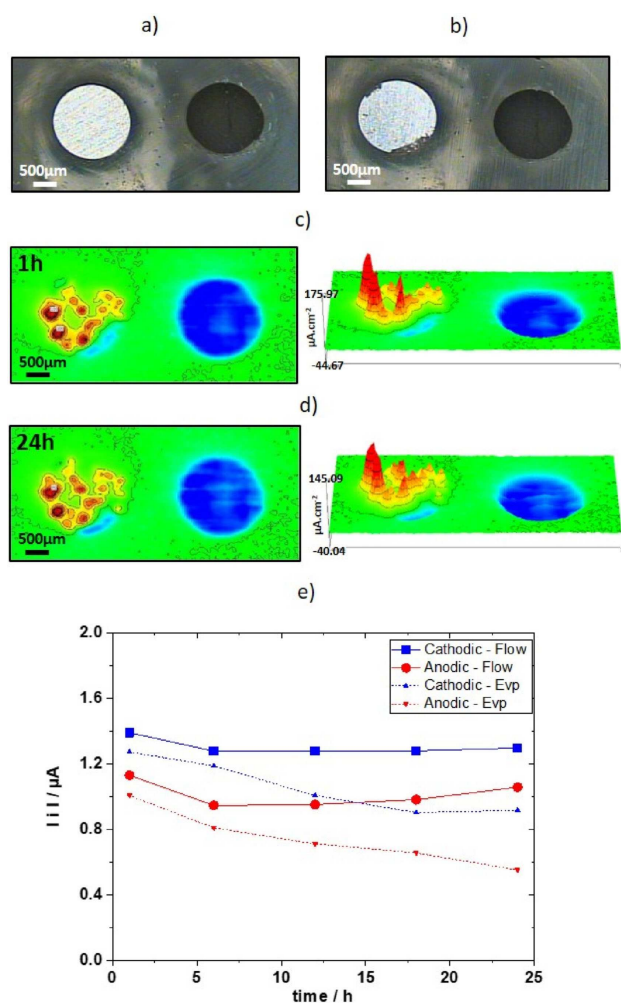 a)
b)
500µm
500µm
c)
1h
500µm
175.97
µA.cm-2
-44.67
d)
24h
500µm
145.09
µA.cm-2
-40.04
e)
2.0
1.6
1.2
0.8
0.4
0.0
I i I / µA
Cathodic - Flow
Anodic - Flow
Cathodic - Evp
Anodic - Evp
0 5 10 15 20 25
time / h